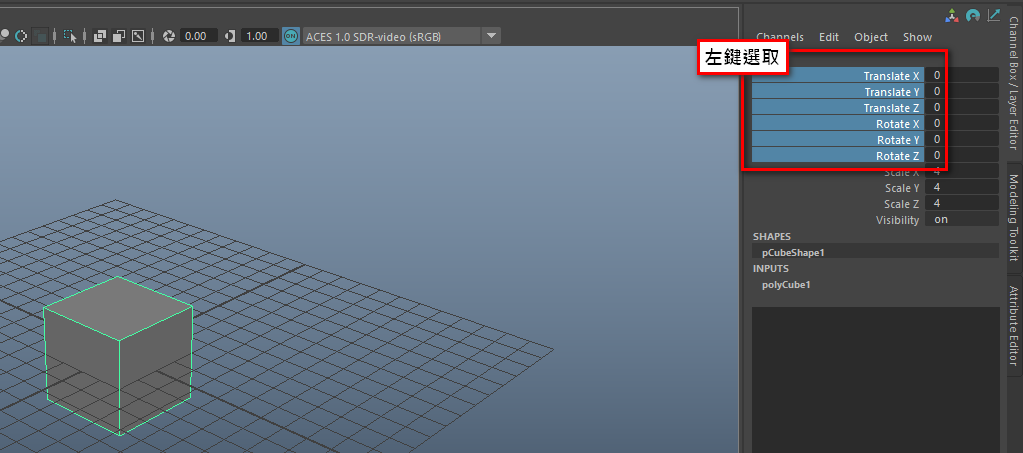 0.00 1.00 ON ACES 1.0 SDR-video (sRGB)
Channels Edit Object Show
左鍵選取
Translate X 0
Translate Y 0
Translate Z 0
Rotate X 0
Rotate Y 0
Rotate Z 0
Scale X 4
Scale Y 4
Scale Z 4
Visibility on
SHAPES
pCubeShape1
INPUTS
polyCube1
Channel Box / Layer Editor
Modeling Toolkit
Attribute Editor